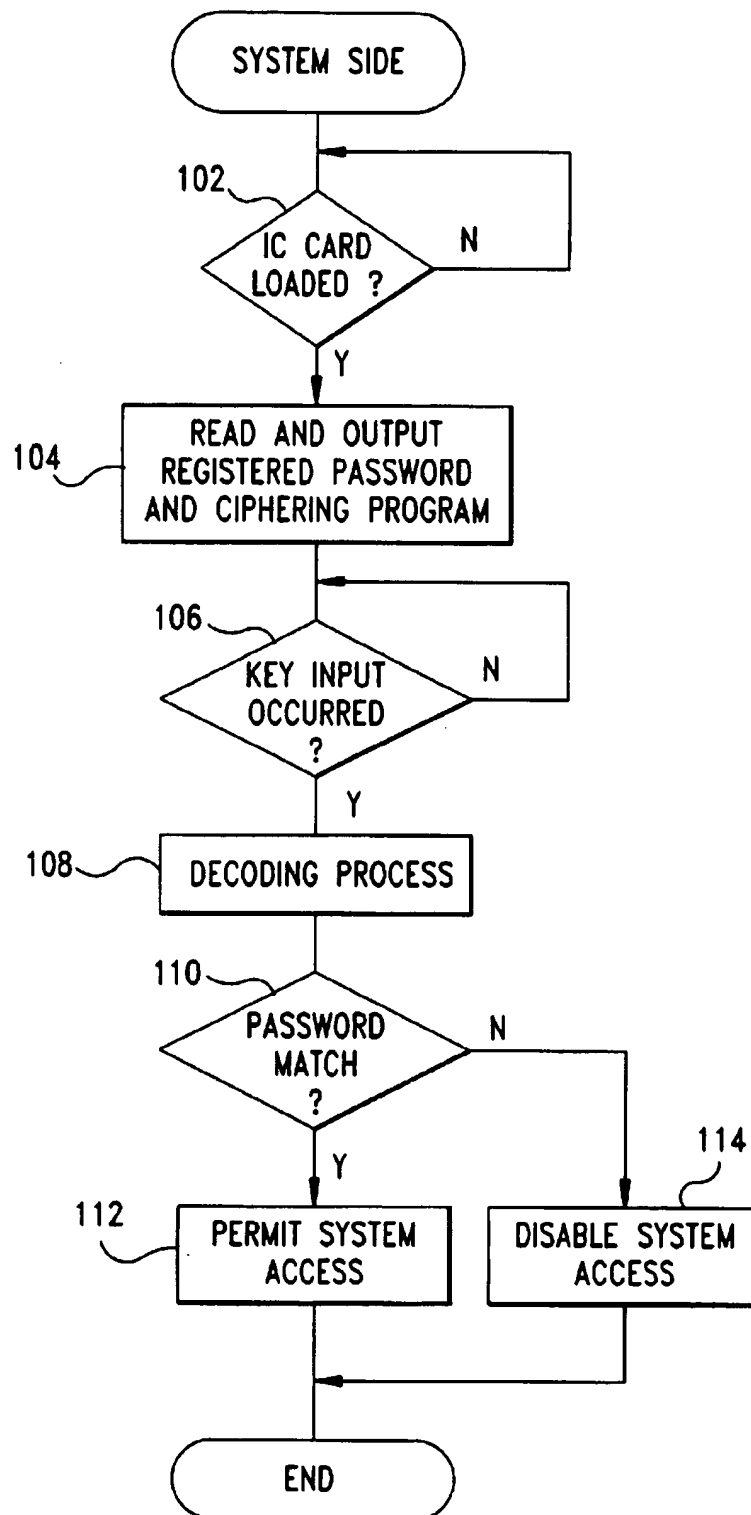 SYSTEM SIDE
102
IC CARD
LOADED ?
N
Y
104
READ AND OUTPUT
REGISTERED PASSWORD
AND CIPHERING PROGRAM
106
KEY INPUT
OCCURRED
?
N
Y
108
DECODING PROCESS
110
PASSWORD
MATCH
?
N
Y
114
112
PERMIT SYSTEM
ACCESS
DISABLE SYSTEM
ACCESS
END